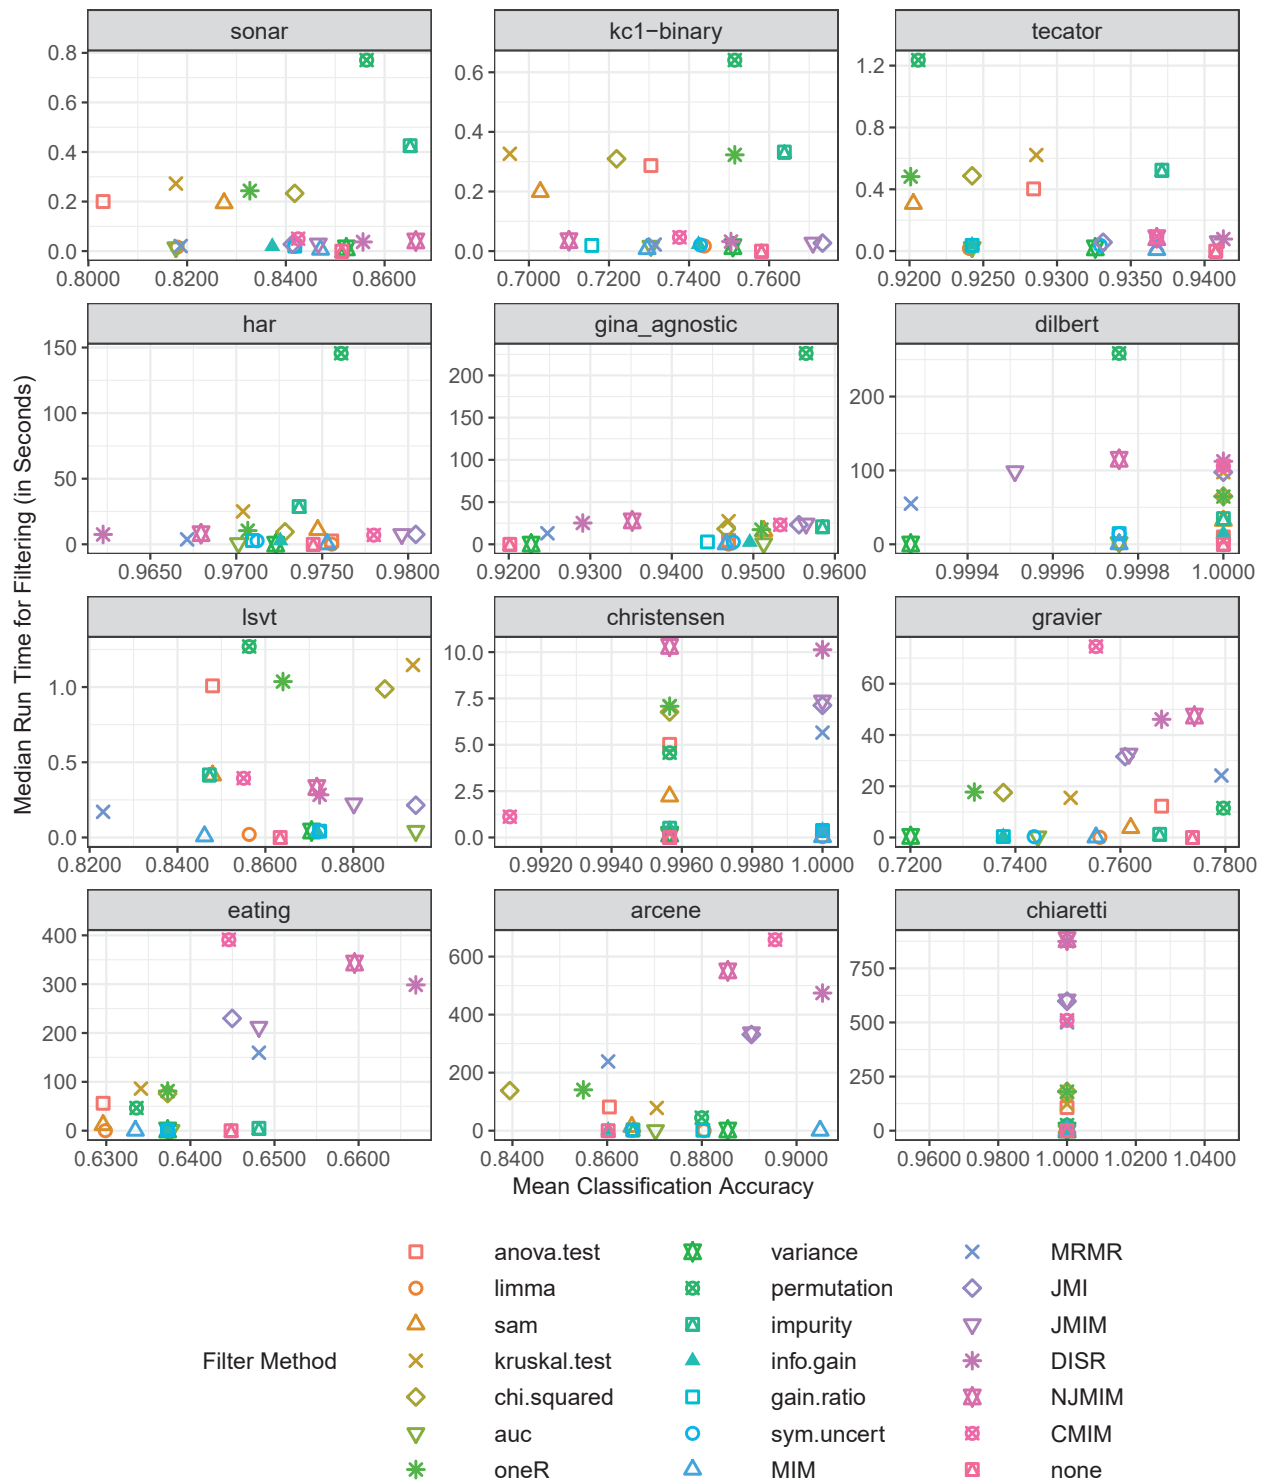 sonar kc1−binary tecator
0.8 0.6 1.2
0.6 0.4 0.8
0.4 0.2 0.4
0.2
0.0 0.0 0.0
0.8000 0.8200 0.8400 0.8600 0.7000 0.7200 0.7400 0.7600 0.9200 0.9250 0.9300 0.9350 0.9400
har gina_agnostic dilbert
150 200 200
100 150
50 100 100
50
0 0 0
0.9650 0.9700 0.9750 0.9800 0.9200 0.9300 0.9400 0.9500 0.9600 0.9994 0.9996 0.9998 1.0000
Median Run Time for Filtering (in Seconds)
lsvt christensen gravier
1.0 10.0 60
0.5 7.5 40
5.0 20
2.5
0.0 0.0 0
0.8200 0.8400 0.8600 0.8800 0.9920 0.9940 0.9960 0.9980 1.0000 0.7200 0.7400 0.7600 0.7800
eating arcene chiaretti
400 600 750
300 400 500
200 200 250
100
0 0 0
0.6300 0.6400 0.6500 0.6600 0.8400 0.8600 0.8800 0.9000 0.9600 0.9800 1.0000 1.0200 1.0400
Mean Classification Accuracy
anova.test variance MRMR
limma permutation JMI
sam impurity JMIM
Filter Method kruskal.test info.gain DISR
chi.squared gain.ratio NJMIM
auc sym.uncert CMIM
oneR MIM none